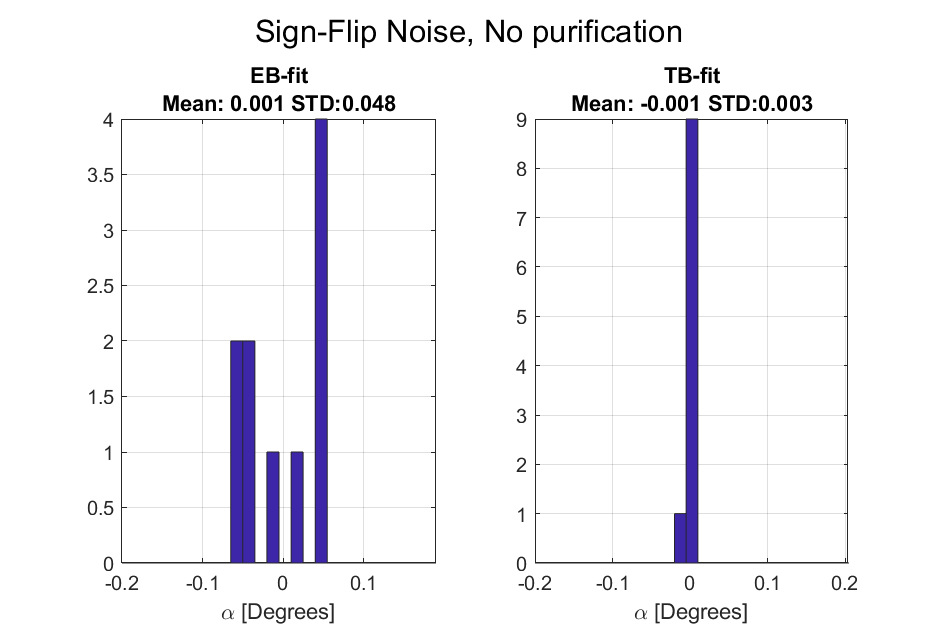 Sign-Flip Noise, No purification
EB-fit
Mean: 0.001 STD:0.048
4
3.5
3
2.5
2
1.5
1
0.5
0
-0.2 -0.1 0 0.1
α [Degrees]
TB-fit
Mean: -0.001 STD:0.003
9
8
7
6
5
4
3
2
1
0
-0.2 -0.1 0 0.1 0.2
α [Degrees]